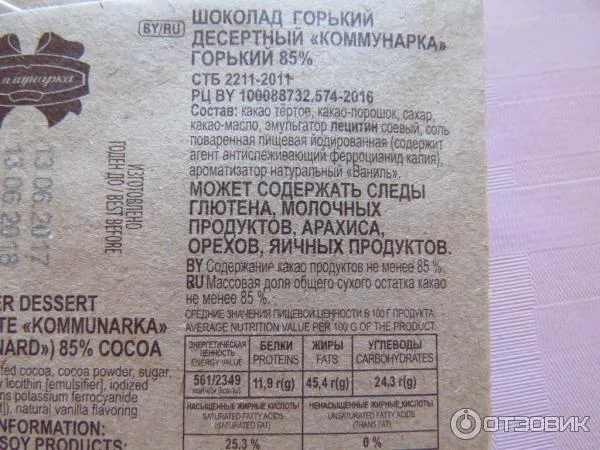 ммунарка
BY/RU
ШОКОЛАД ГОРЬКИЙ
ДЕСЕРТНЫЙ «КОММУНАРКА»
ГОРЬКИЙ 85%
СТБ 2211-2011
РЦ BY 100088732.574-2016
Состав: какао тёртое, какао-порошок, сахар,
какао-масло, эмульгатор лецитин соевый, соль
поваренная пищевая йодированная (содержит
агент антислеживающий ферроцианид калия),
ароматизатор натуральный «Ваниль».
МОЖЕТ СОДЕРЖАТЬ СЛЕДЫ
ГЛЮТЕНА, МОЛОЧНЫХ
ПРОДУКТОВ, АРАХИСА,
ОРЕХОВ, ЯИЧНЫХ ПРОДУКТОВ.
BY Содержание какао продуктов не менее 85 %.
RU Массовая доля общего сухого остатка какао
не менее 85 %.
СРЕДНИЕ ЗНАЧЕНИЯ ПИЩЕВОЙ ЦЕННОСТИ В 100 Г ПРОДУКТА
AVERAGE NUTRITION VALUE PER 100 G OF THE PRODUCT.
ЭНЕРГЕТИЧЕСКАЯ ЦЕННОСТЬ ENERGY VALUE
БЕЛКИ PROTEINS
ЖИРЫ FATS
УГЛЕВОДЫ CARBOHYDRATES
561/2349
11,9 г(g)
45,4 г(g)
24,3 г(g)
НАСЫЩЕННЫЕ ЖИРНЫЕ КИСЛОТЫ
SATURATED FATTY ACIDS
25,3 %
НЕНАСЫЩЕННЫЕ ЖИРНЫЕ КИСЛОТЫ
UNSATURATED FATTY ACIDS
(TRANS FAT)
0 %
ИЗГОТОВЛЕНО
ГОДЕН ДО / BEST BEFORE
13 06 2017
13 06 2018
ER DESSERT
TE «KOMMUNARKA»
NARD») 85% COCOA
ted cocoa, cocoa powder, sugar,
y lecithin [emulsifier], iodized
ns potassium ferrocyanide
t]), natural vanilla flavoring.
INFORMATION:
SOY PRODUCTS:
ОТЗОВИК